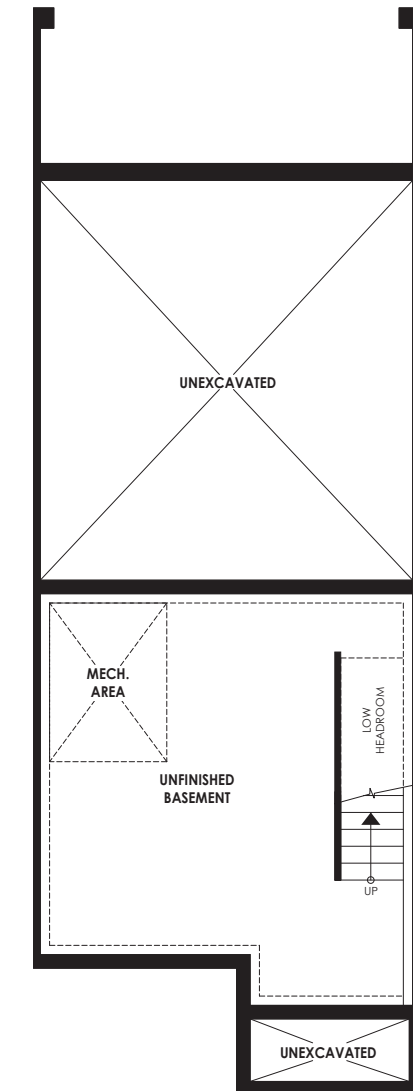 UNEXCAVATED
MECH.
AREA
LOW
HEADROOM
UNFINISHED
BASEMENT
UP
UNEXCAVATED